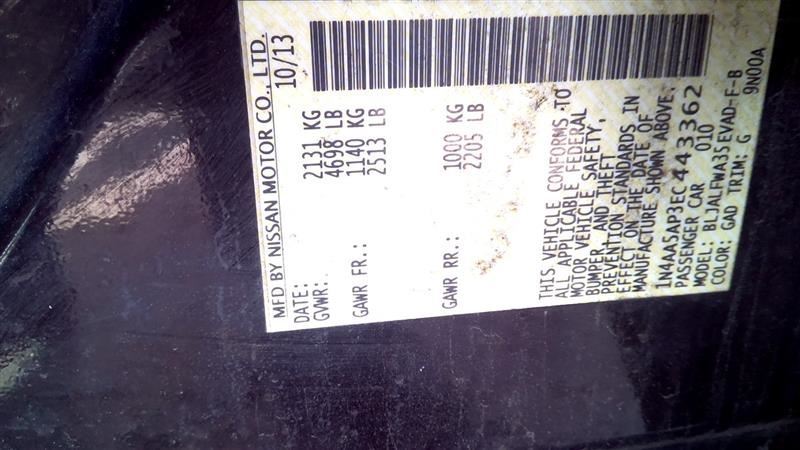 MFD BY NISSAN MOTOR CO., LTD.
DATE: 10/13
GVWR: 2131 KG
4698 LB
GAWR FR.: 1140 KG
2513 LB
GAWR RR.: 1000 KG
2205 LB
THIS VEHICLE CONFORMS TO
ALL APPLICABLE FEDERAL
MOTOR VEHICLE SAFETY,
BUMPER, AND THEFT
PREVENTION STANDARDS IN
EFFECT ON THE DATE OF
MANUFACTURE SHOWN ABOVE.
1N4AA5AP3EC443362
PASSENGER CAR 010
MODEL: BLJALFWA35EVAD-F-B
COLOR: GAD TRIM: G 9N00A